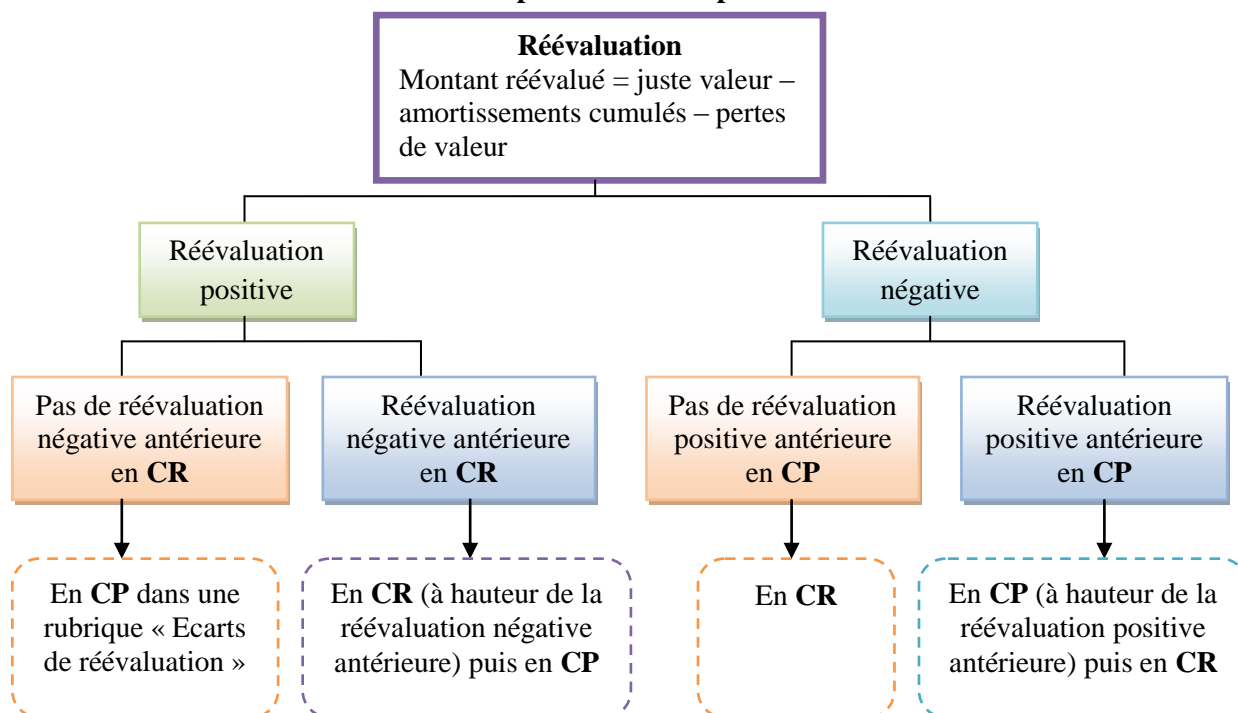 Réévaluation
Montant réévalué = juste valeur –
amortissements cumulés – pertes
de valeur
Réévaluation
positive
Réévaluation
négative
Pas de réévaluation
négative antérieure
en CR
Réévaluation
négative antérieure
en CR
Pas de réévaluation
positive antérieure
en CP
Réévaluation
positive antérieure
en CP
En CP dans une
rubrique « Ecarts
de réévaluation »
En CR (à hauteur de la
réévaluation négative
antérieure) puis en CP
En CR
En CP (à hauteur de la
réévaluation positive
antérieure) puis en CR